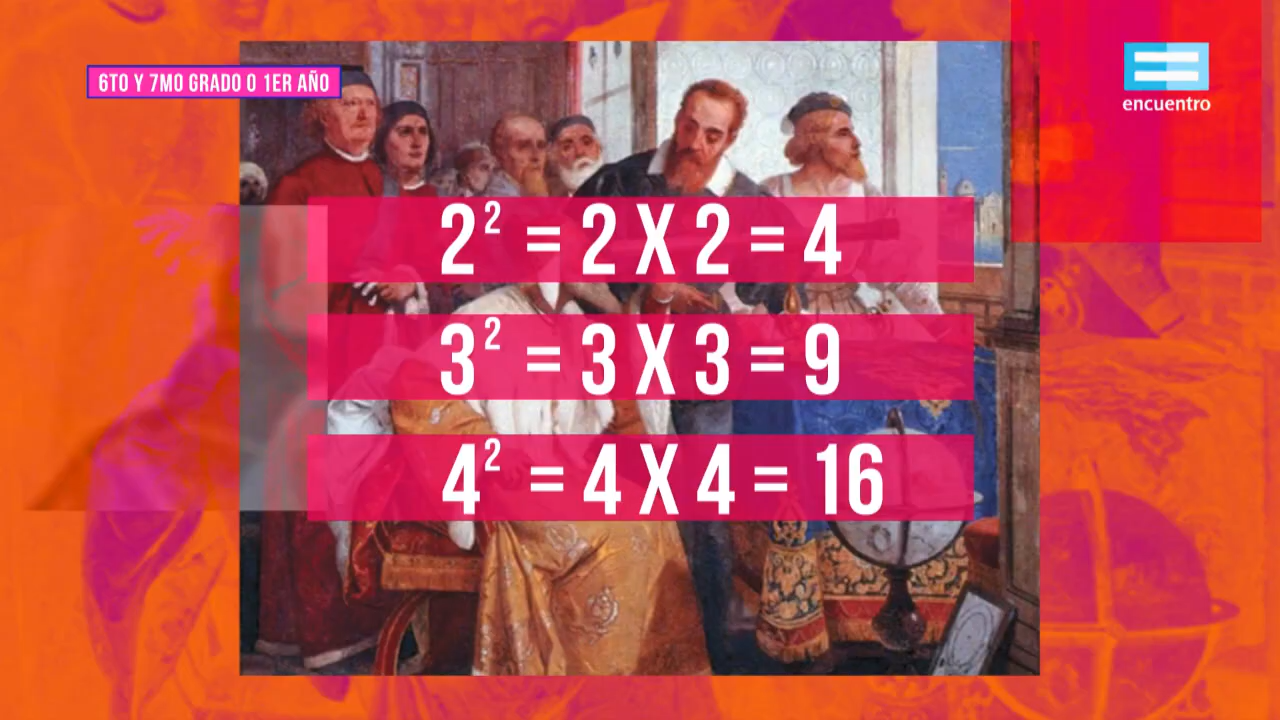 6TO Y 7MO GRADO O 1ER AÑO
encuentro
2² = 2 X 2 = 4
3² = 3 X 3 = 9
4² = 4 X 4 = 16